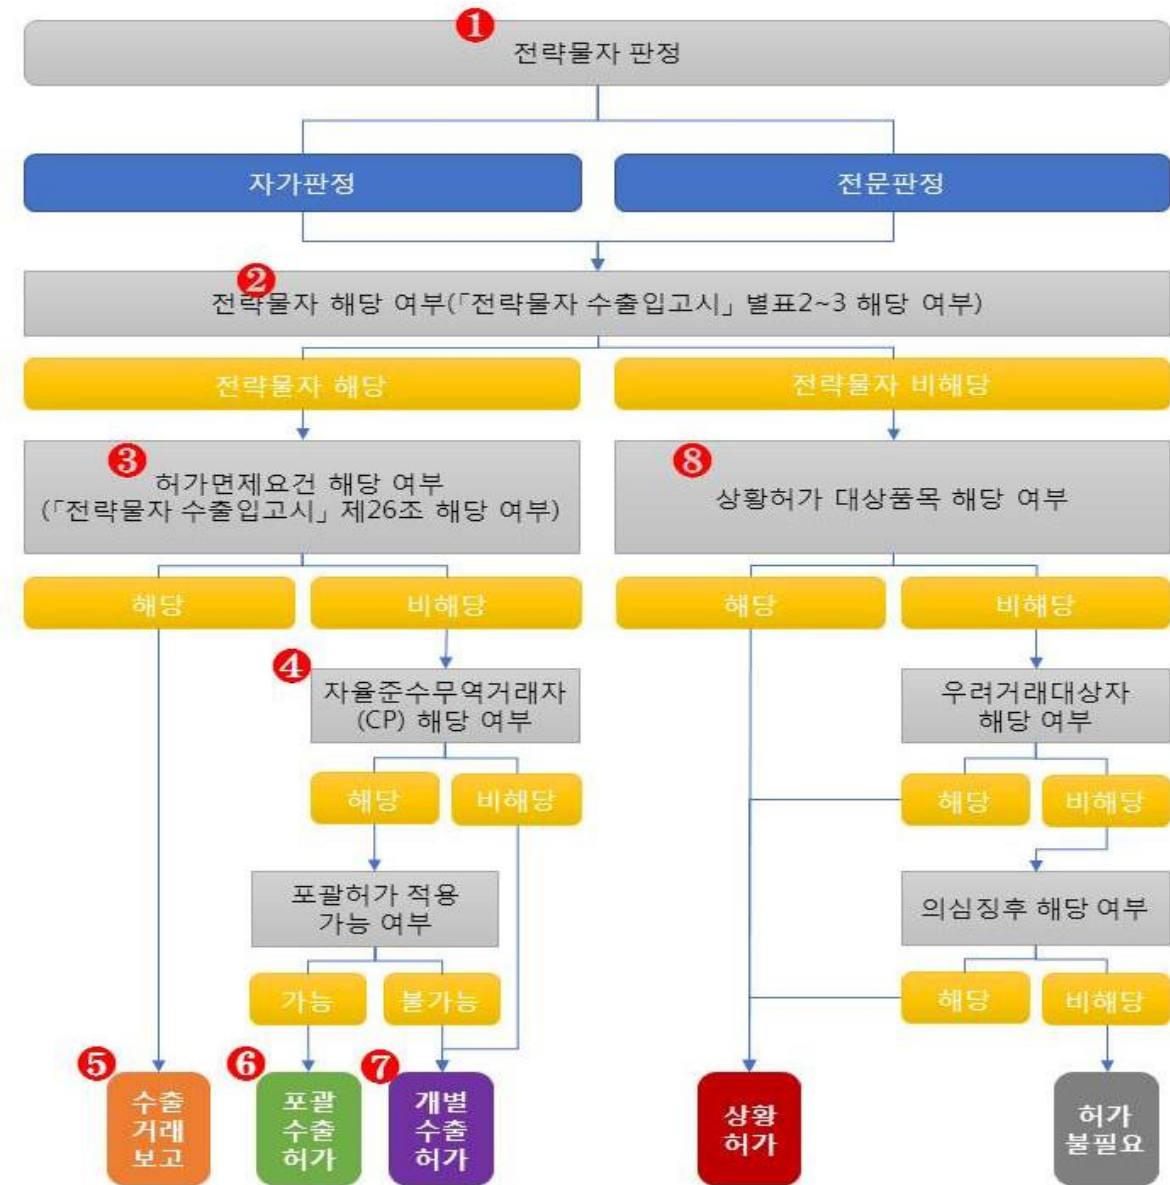 1
전략물자 판정
자가판정
전문판정
2
전략물자 해당 여부(「전략물자 수출입고시」 별표2~3 해당 여부)
전략물자 해당
전략물자 비해당
3
허가면제요건 해당 여부
(「전략물자 수출입고시」 제26조 해당 여부)
8
상황허가 대상품목 해당 여부
해당
비해당
해당
비해당
4
자율준수무역거래자
(CP) 해당 여부
우려거래대상자
해당 여부
해당
비해당
해당
비해당
포괄허가 적용
가능 여부
의심징후 해당 여부
가능
불가능
해당
비해당
5
수출
거래
보고
6
포괄
수출
허가
7
개별
수출
허가
상황
허가
허가
불필요